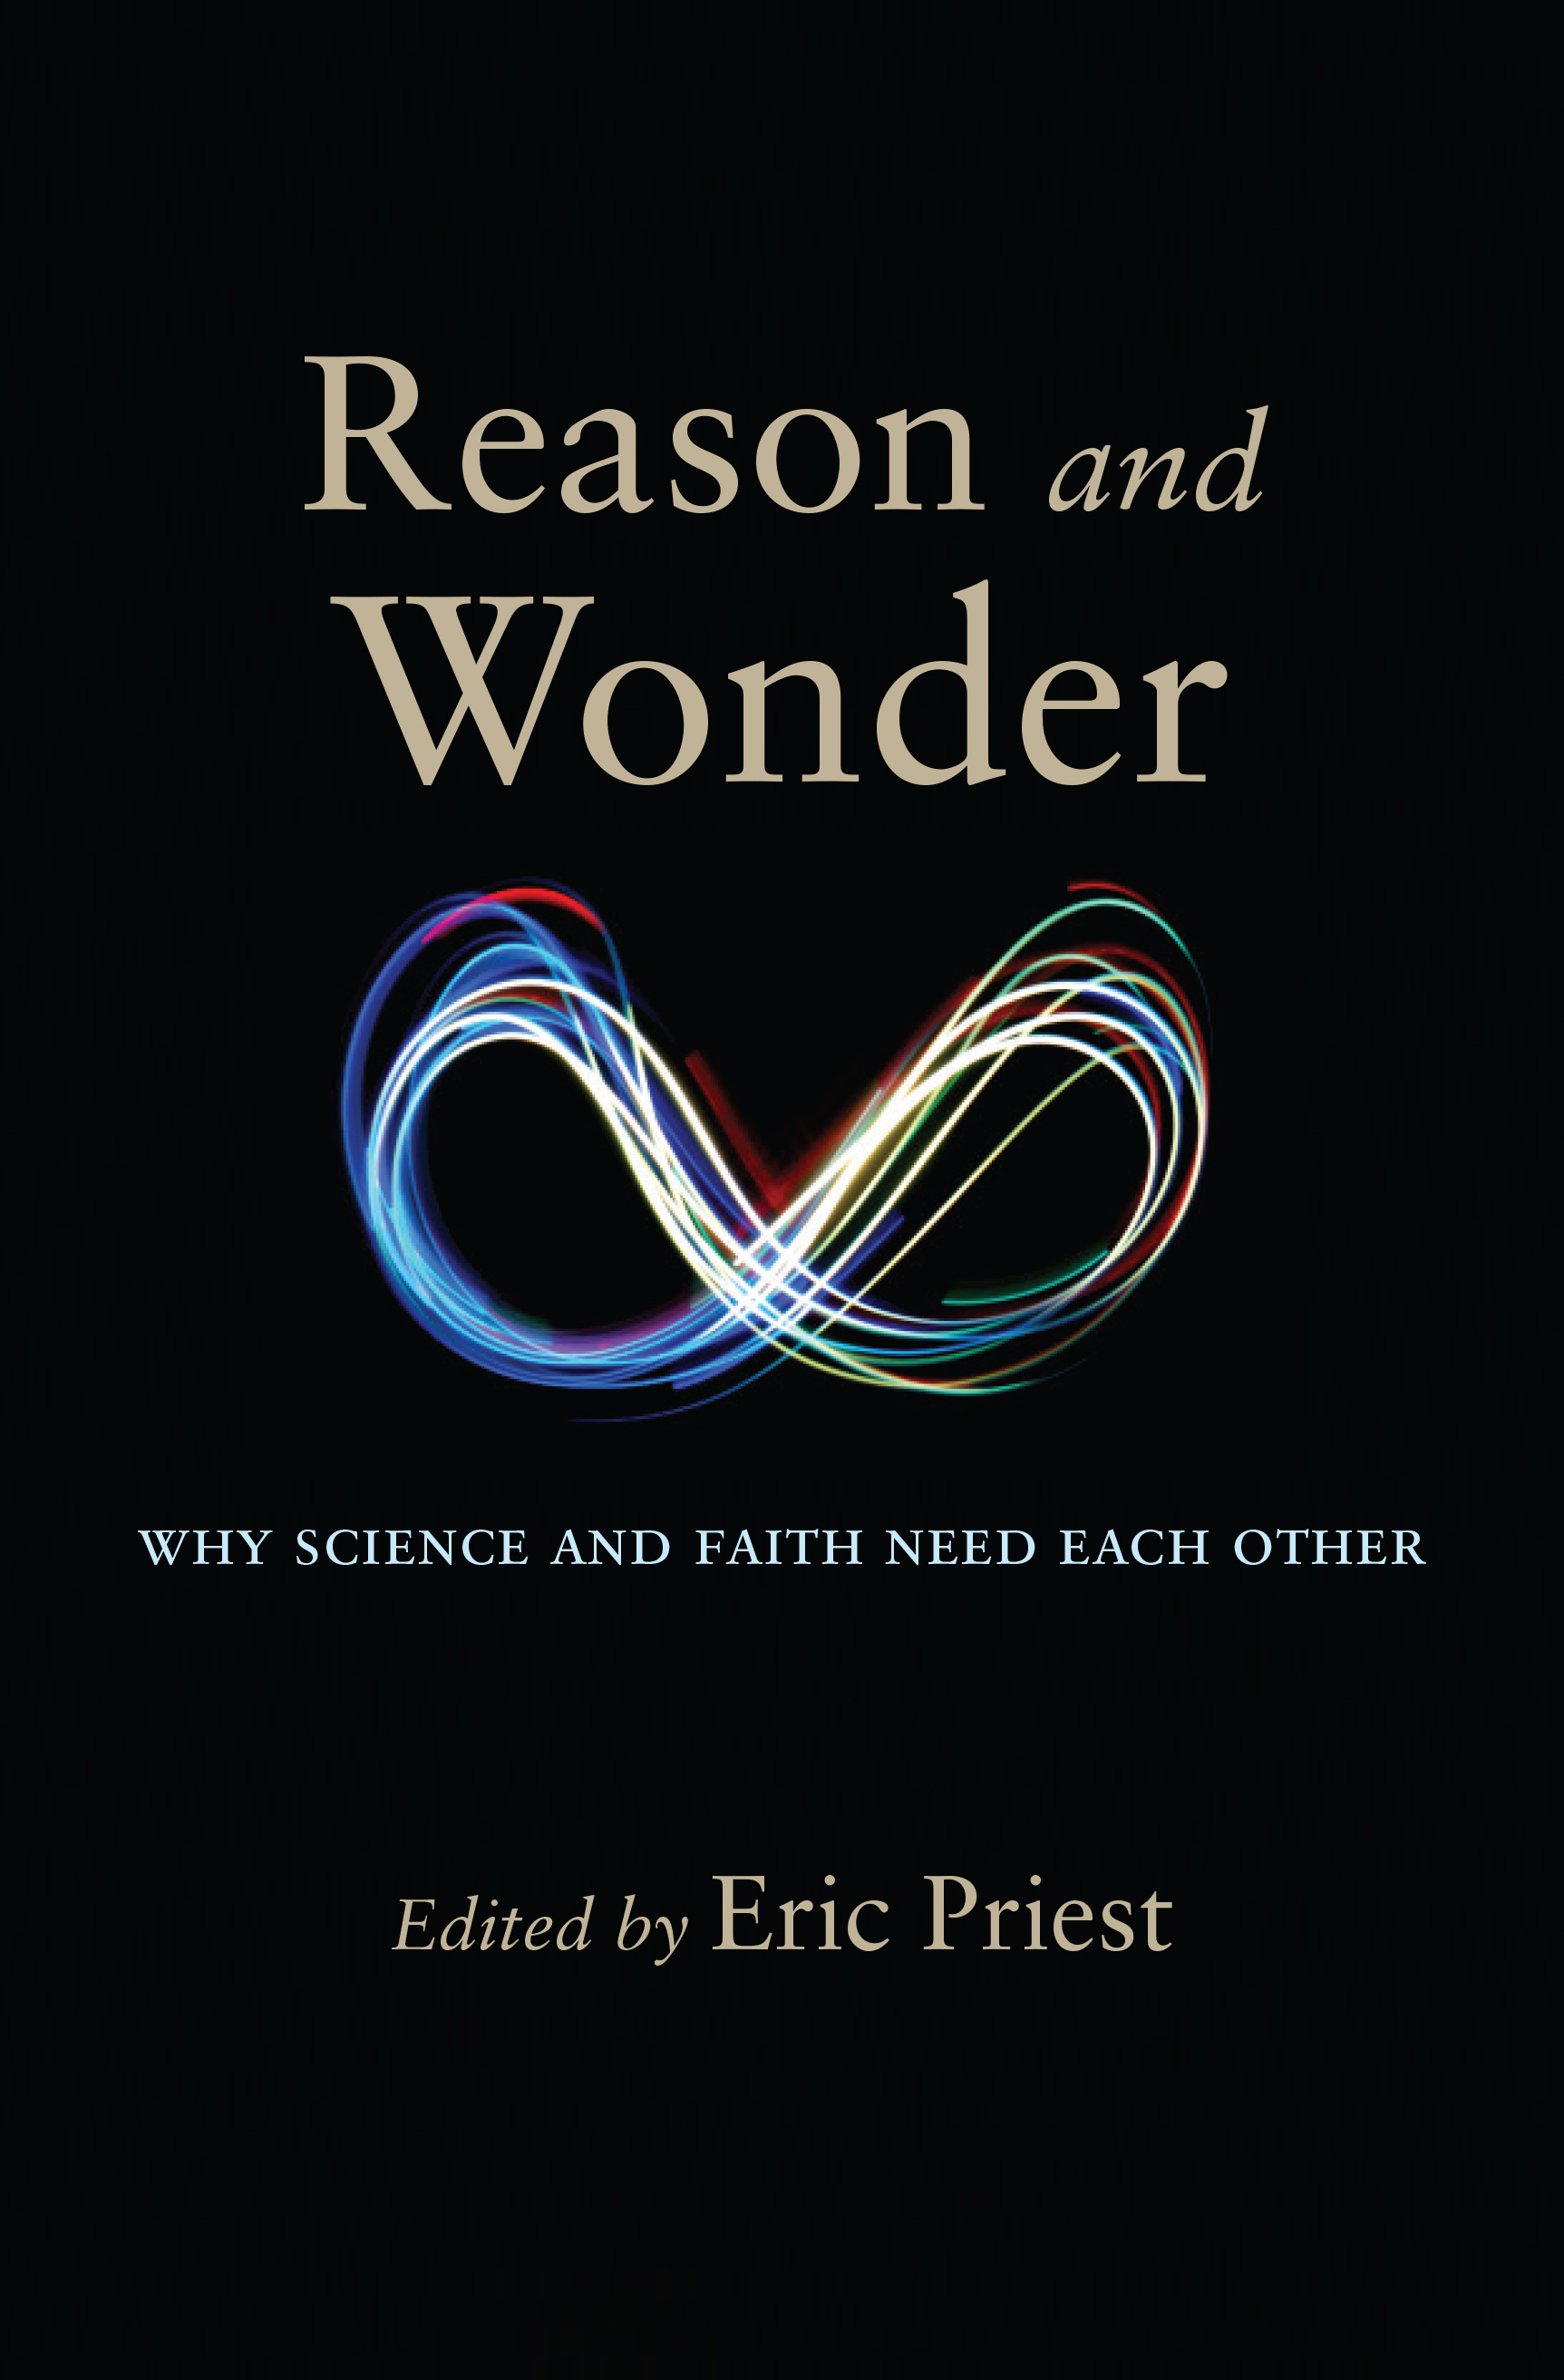 Reason and
Wonder
WHY SCIENCE AND FAITH NEED EACH OTHER
Edited by Eric Priest